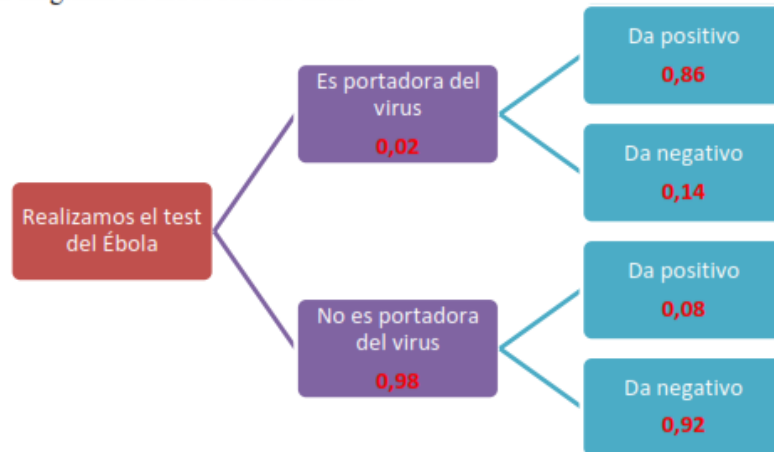 Realizamos el test
del Ébola
Es portadora del
virus
0,02
No es portadora
del virus
0,98
Da positivo
0,86
Da negativo
0,14
Da positivo
0,08
Da negativo
0,92